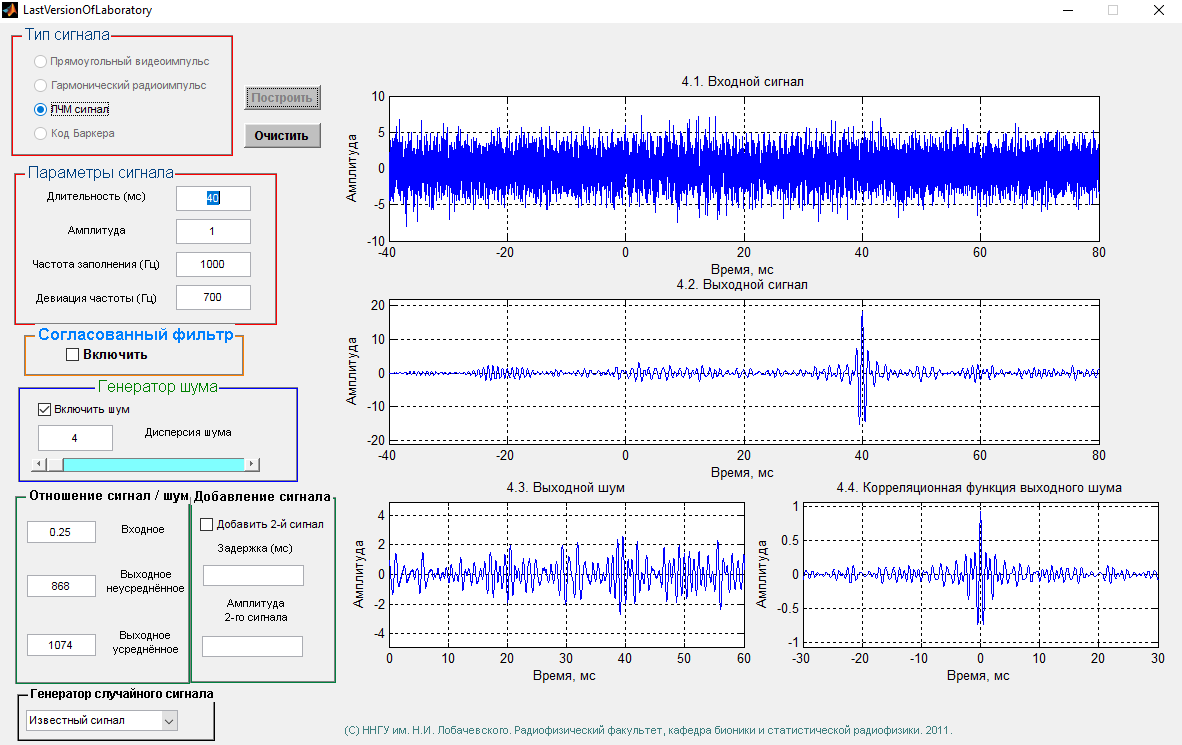 LastVersionOfLaboratory
Тип сигнала
Прямоугольный видеоимпульс
Гармонический радиоимпульс
ЛЧМ сигнал
Код Баркера
Построить
Очистить
Параметры сигнала
Длительность (мс)
40
Амплитуда
1
Частота заполнения (Гц)
1000
Девиация частоты (Гц)
700
Согласованный фильтр
Включить
Генератор шума
Включить шум
4
Дисперсия шума
Отношение сигнал / шум
0.25
Входное
868
Выходное
неусреднённое
1074
Выходное
усреднённое
Добавление сигнала
Добавить 2-й сигнал
Задержка (мс)
Амплитуда
2-го сигнала
Генератор случайного сигнала
Известный сигнал
4.1. Входной сигнал
Амплитуда
10
5
0
-5
-10
-40 -20 0 20 40 60 80
Время, мс
4.2. Выходной сигнал
Амплитуда
20
10
0
-10
-20
-40 -20 0 20 40 60 80
Время, мс
4.3. Выходной шум
Амплитуда
4
2
0
-2
-4
0 10 20 30 40 50 60
Время, мс
4.4. Корреляционная функция выходного шума
Амплитуда
1
0.5
0
-0.5
-1
-30 -20 -10 0 10 20 30
Время, мс
(С) ННГУ им. Н.И. Лобачевского. Радиофизический факультет, кафедра бионики и статистической радиофизики. 2011.